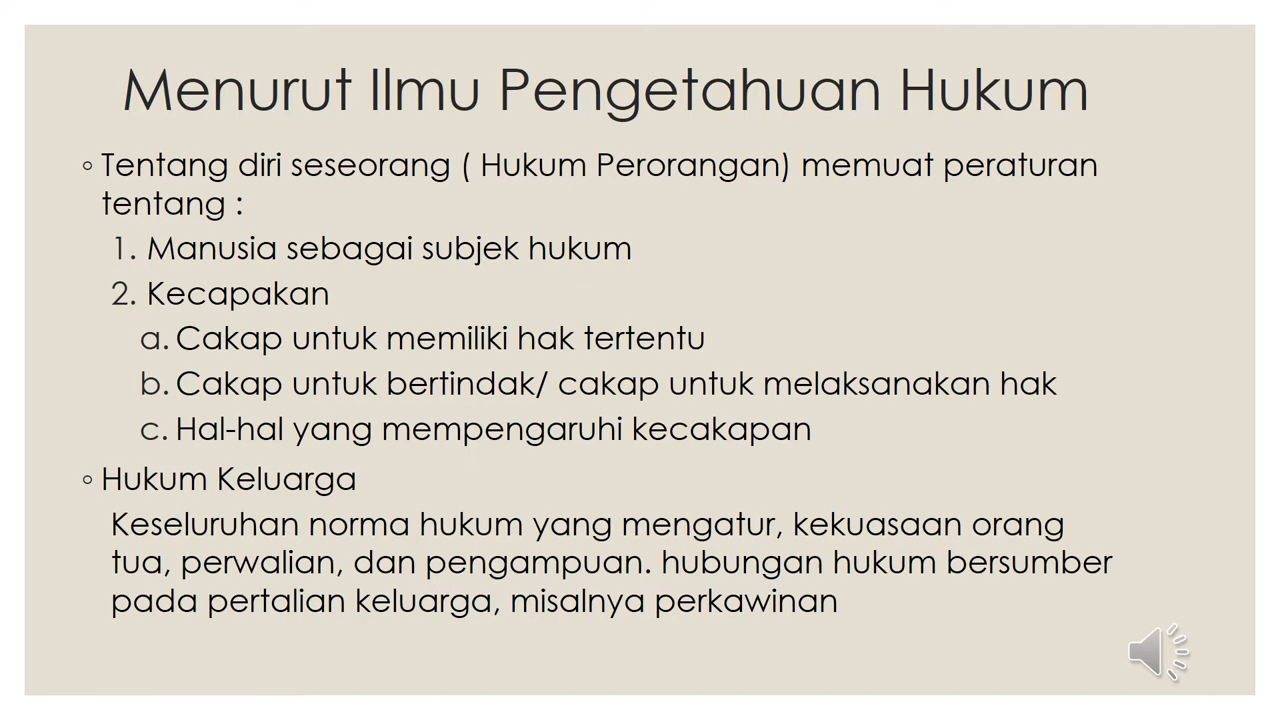 Menurut Ilmu Pengetahuan Hukum
◦ Tentang diri seseorang ( Hukum Perorangan) memuat peraturan
tentang :
1. Manusia sebagai subjek hukum
2. Kecapakan
a. Cakap untuk memiliki hak tertentu
b. Cakap untuk bertindak/ cakap untuk melaksanakan hak
c. Hal-hal yang mempengaruhi kecakapan
◦ Hukum Keluarga
Keseluruhan norma hukum yang mengatur, kekuasaan orang
tua, perwalian, dan pengampuan. hubungan hukum bersumber
pada pertalian keluarga, misalnya perkawinan